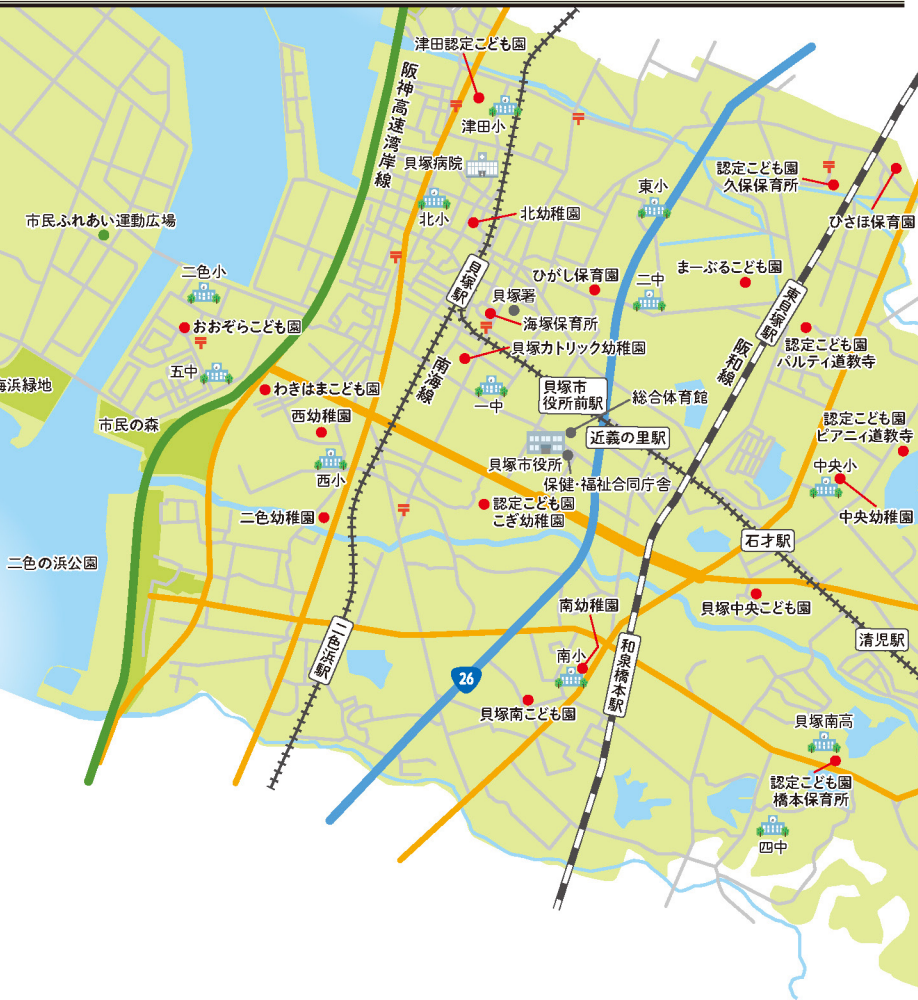 津田認定こども園
阪神高速湾岸線
津田小
貝塚病院
認定こども園
久保保育所
東小
北小
北幼稚園
ひさほ保育園
市民ふれあい運動広場
二色小
貝塚駅
ひがし保育園
二中
まーぶるこども園
貝塚署
東貝塚駅
おおぞらこども園
海塚保育所
貝塚カトリック幼稚園
認定こども園
パルティ道教寺
阪和線
南海線
五中
海浜緑地
わきはまこども園
一中
貝塚市
役所前駅
総合体育館
市民の森
西幼稚園
近義の里駅
認定こども園
ピアニィ道教寺
貝塚市役所
中央小
西小
保健・福祉合同庁舎
認定こども園
こぎ幼稚園
二色幼稚園
中央幼稚園
石才駅
二色の浜公園
南幼稚園
貝塚中央こども園
二色浜駅
和泉橋本駅
清児駅
南小
26
貝塚南こども園
貝塚南高
認定こども園
橋本保育所
四中